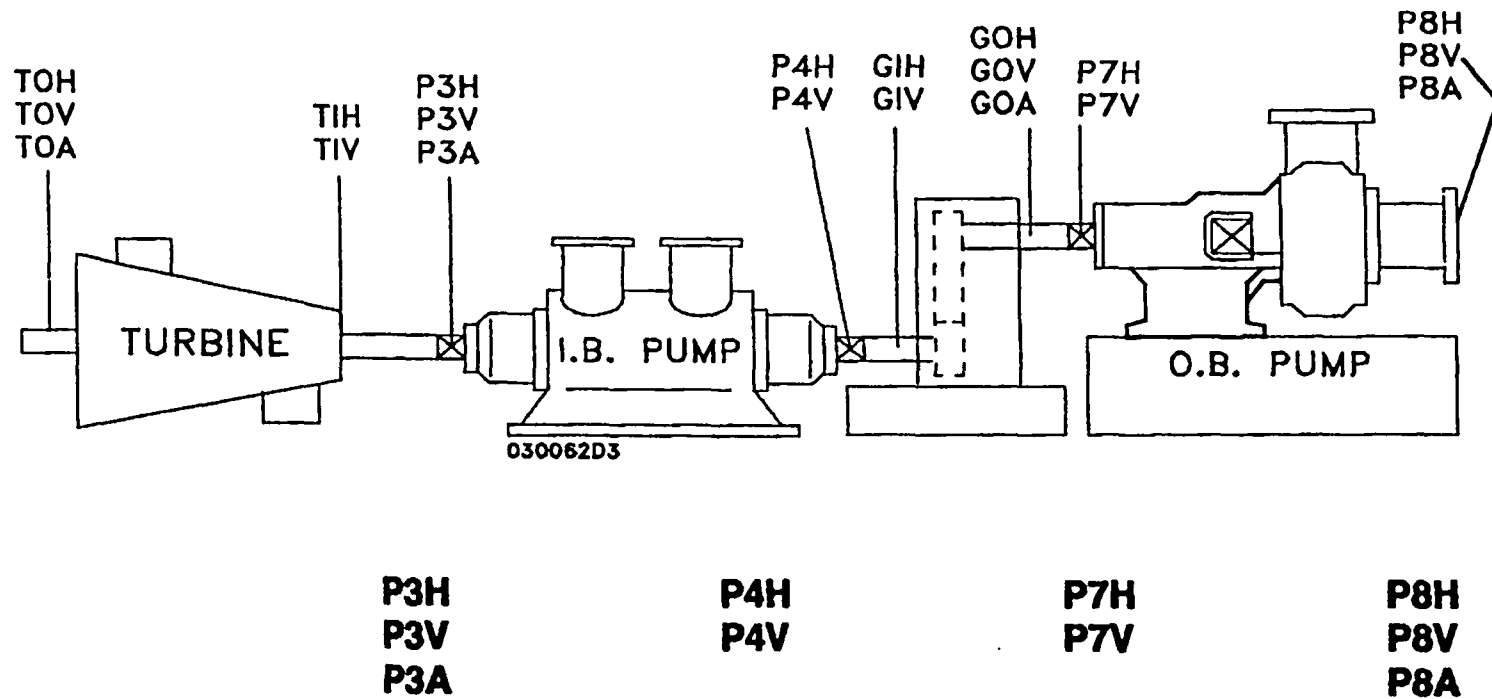 TOH
TOV
TOA
TIH
TIV
P3H
P3V
P3A
P4H
P4V
GIH
GIV
GOH
GOV
GOA
P7H
P7V
P8H
P8V
P8A
TURBINE
I.B. PUMP
O.B. PUMP
030062D3
P3H P4H P7H P8H
P3V P4V P7V P8V
P3A P8A